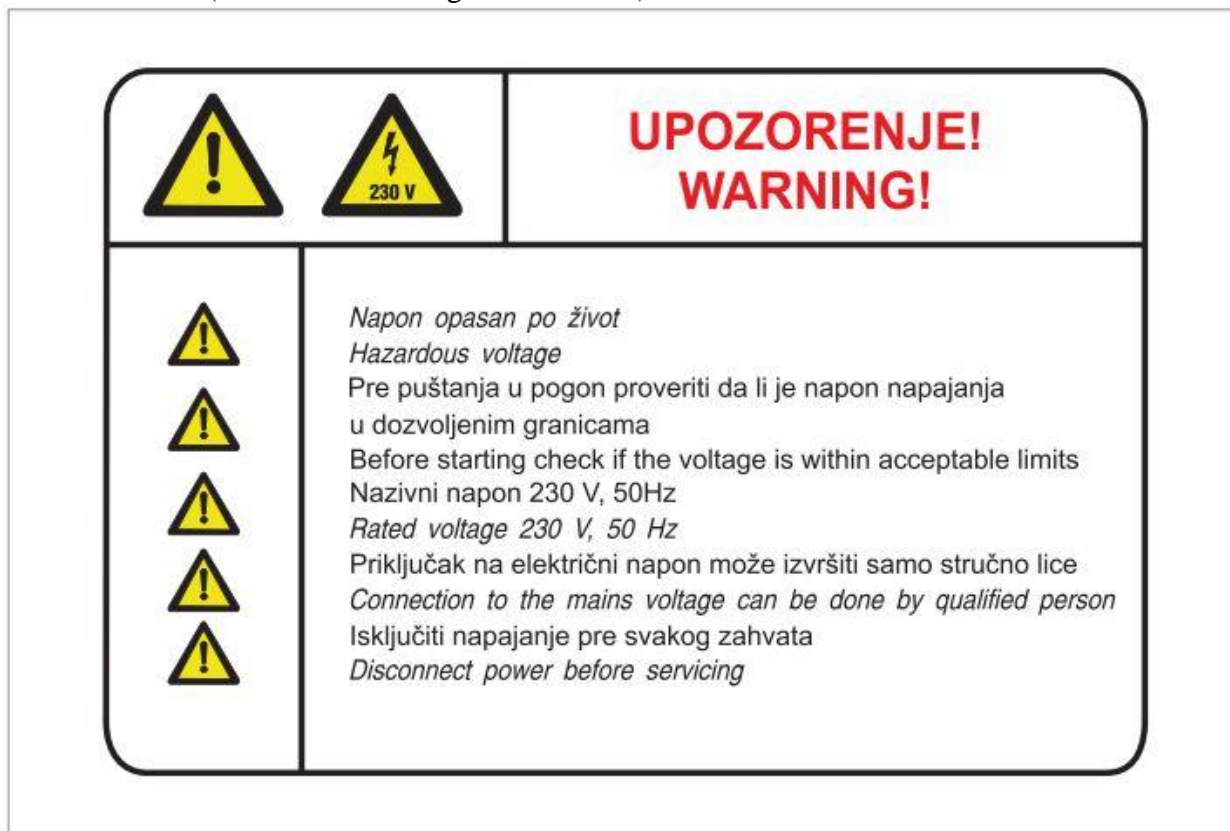 230 V
UPOZORENJE!
WARNING!
Napon opasan po život
Hazardous voltage
Pre puštanja u pogon proveriti da li je napon napajanja
u dozvoljenim granicama
Before starting check if the voltage is within acceptable limits
Nazivni napon 230 V, 50Hz
Rated voltage 230 V, 50 Hz
Priključak na električni napon može izvršiti samo stručno lice
Connection to the mains voltage can be done by qualified person
Isključiti napajanje pre svakog zahvata
Disconnect power before servicing